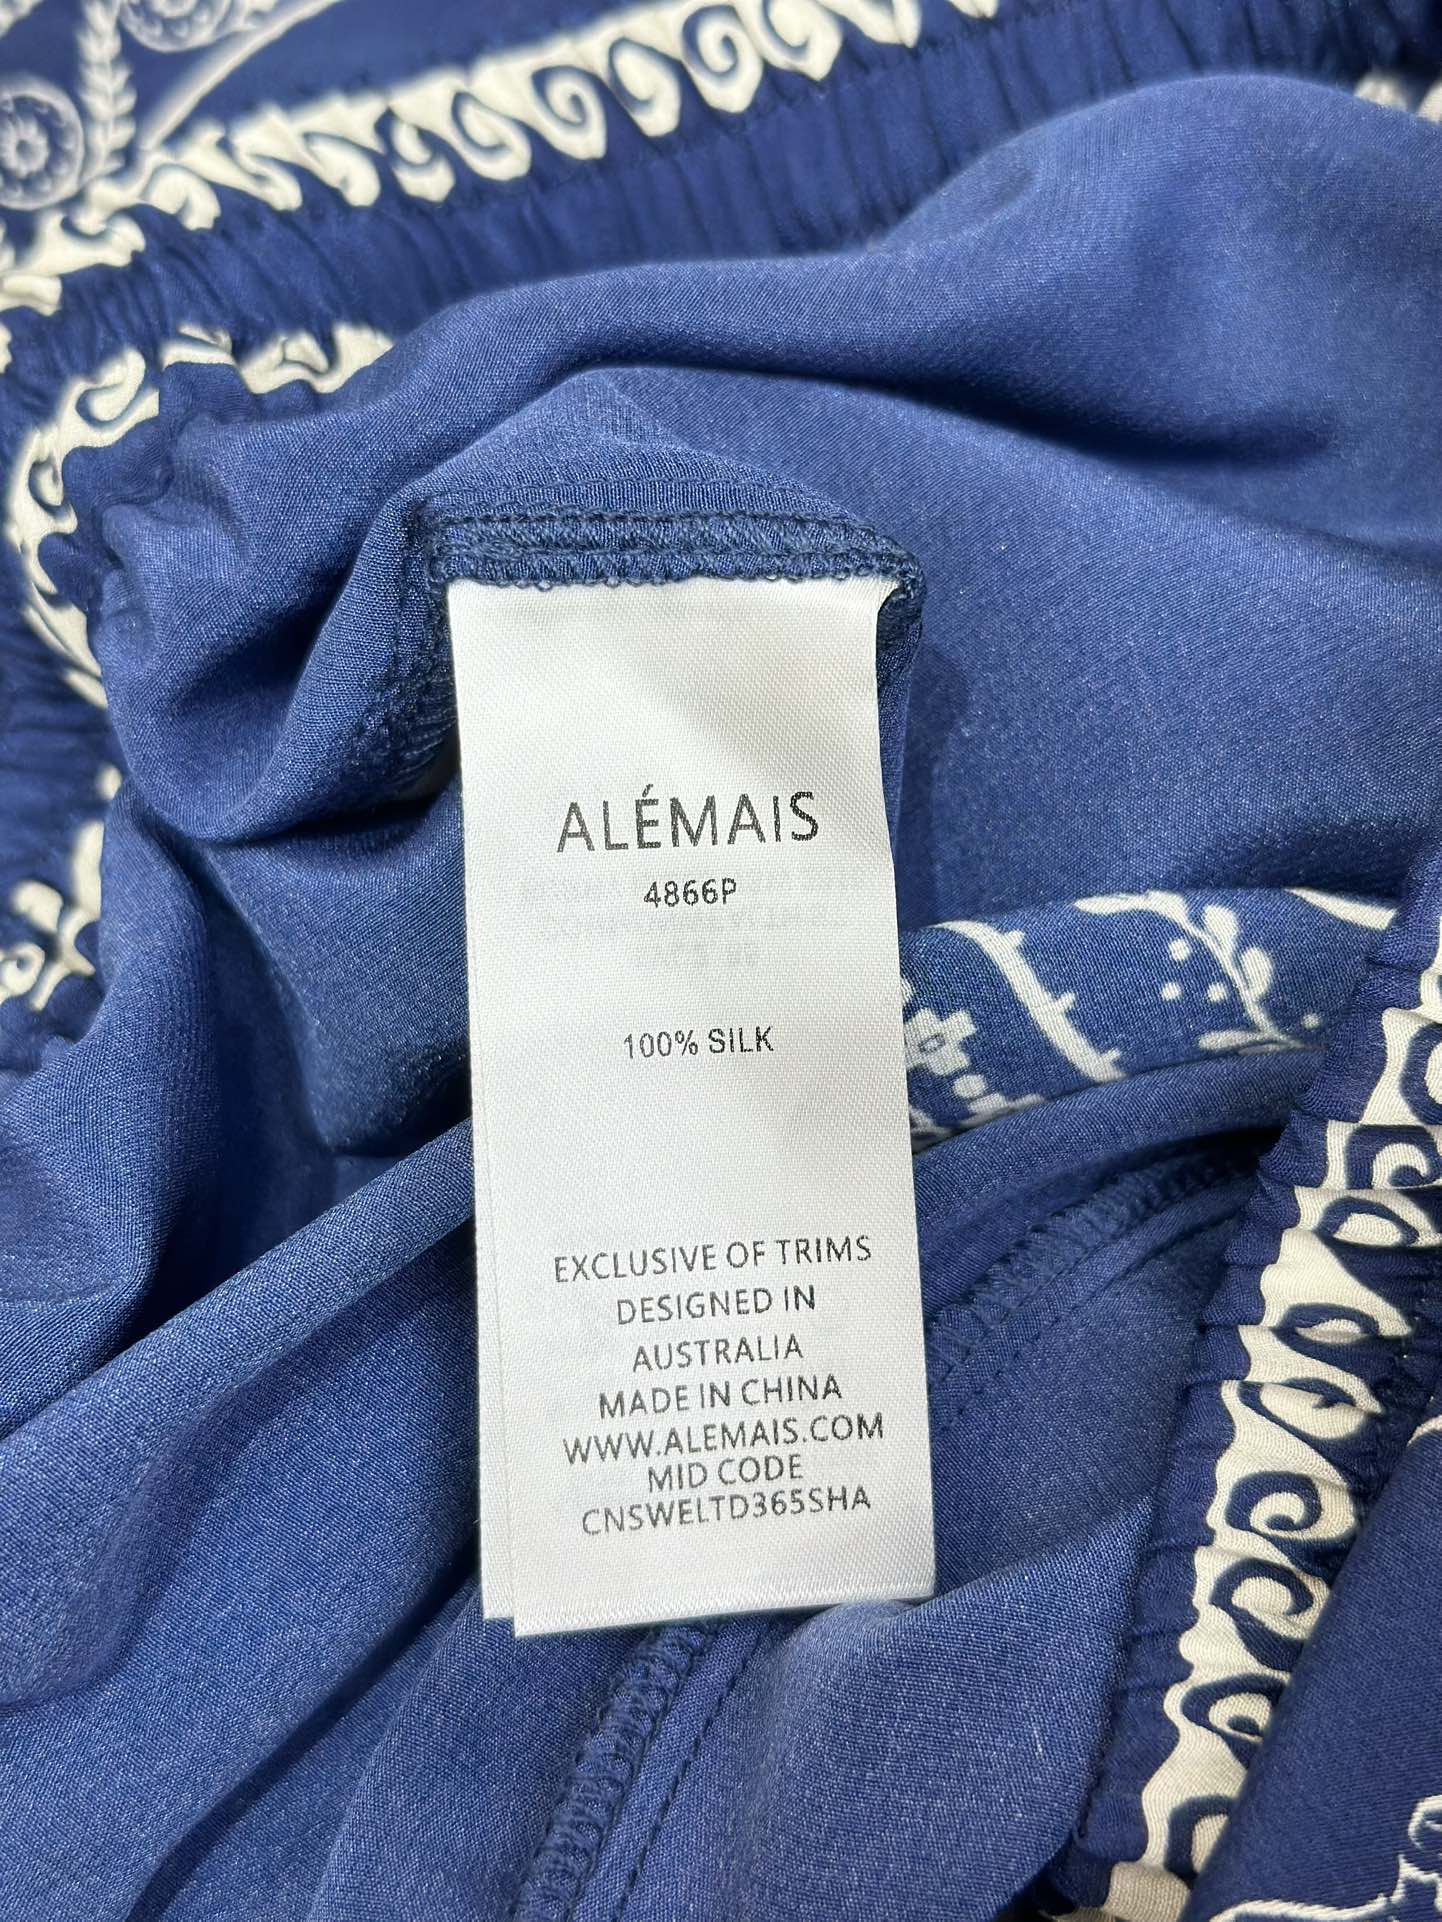 ALÉMAIS
4866P
100% SILK
EXCLUSIVE OF TRIMS
DESIGNED IN
AUSTRALIA
MADE IN CHINA
WWW.ALEMAIS.COM
MID CODE
CNSWELTD365SHA